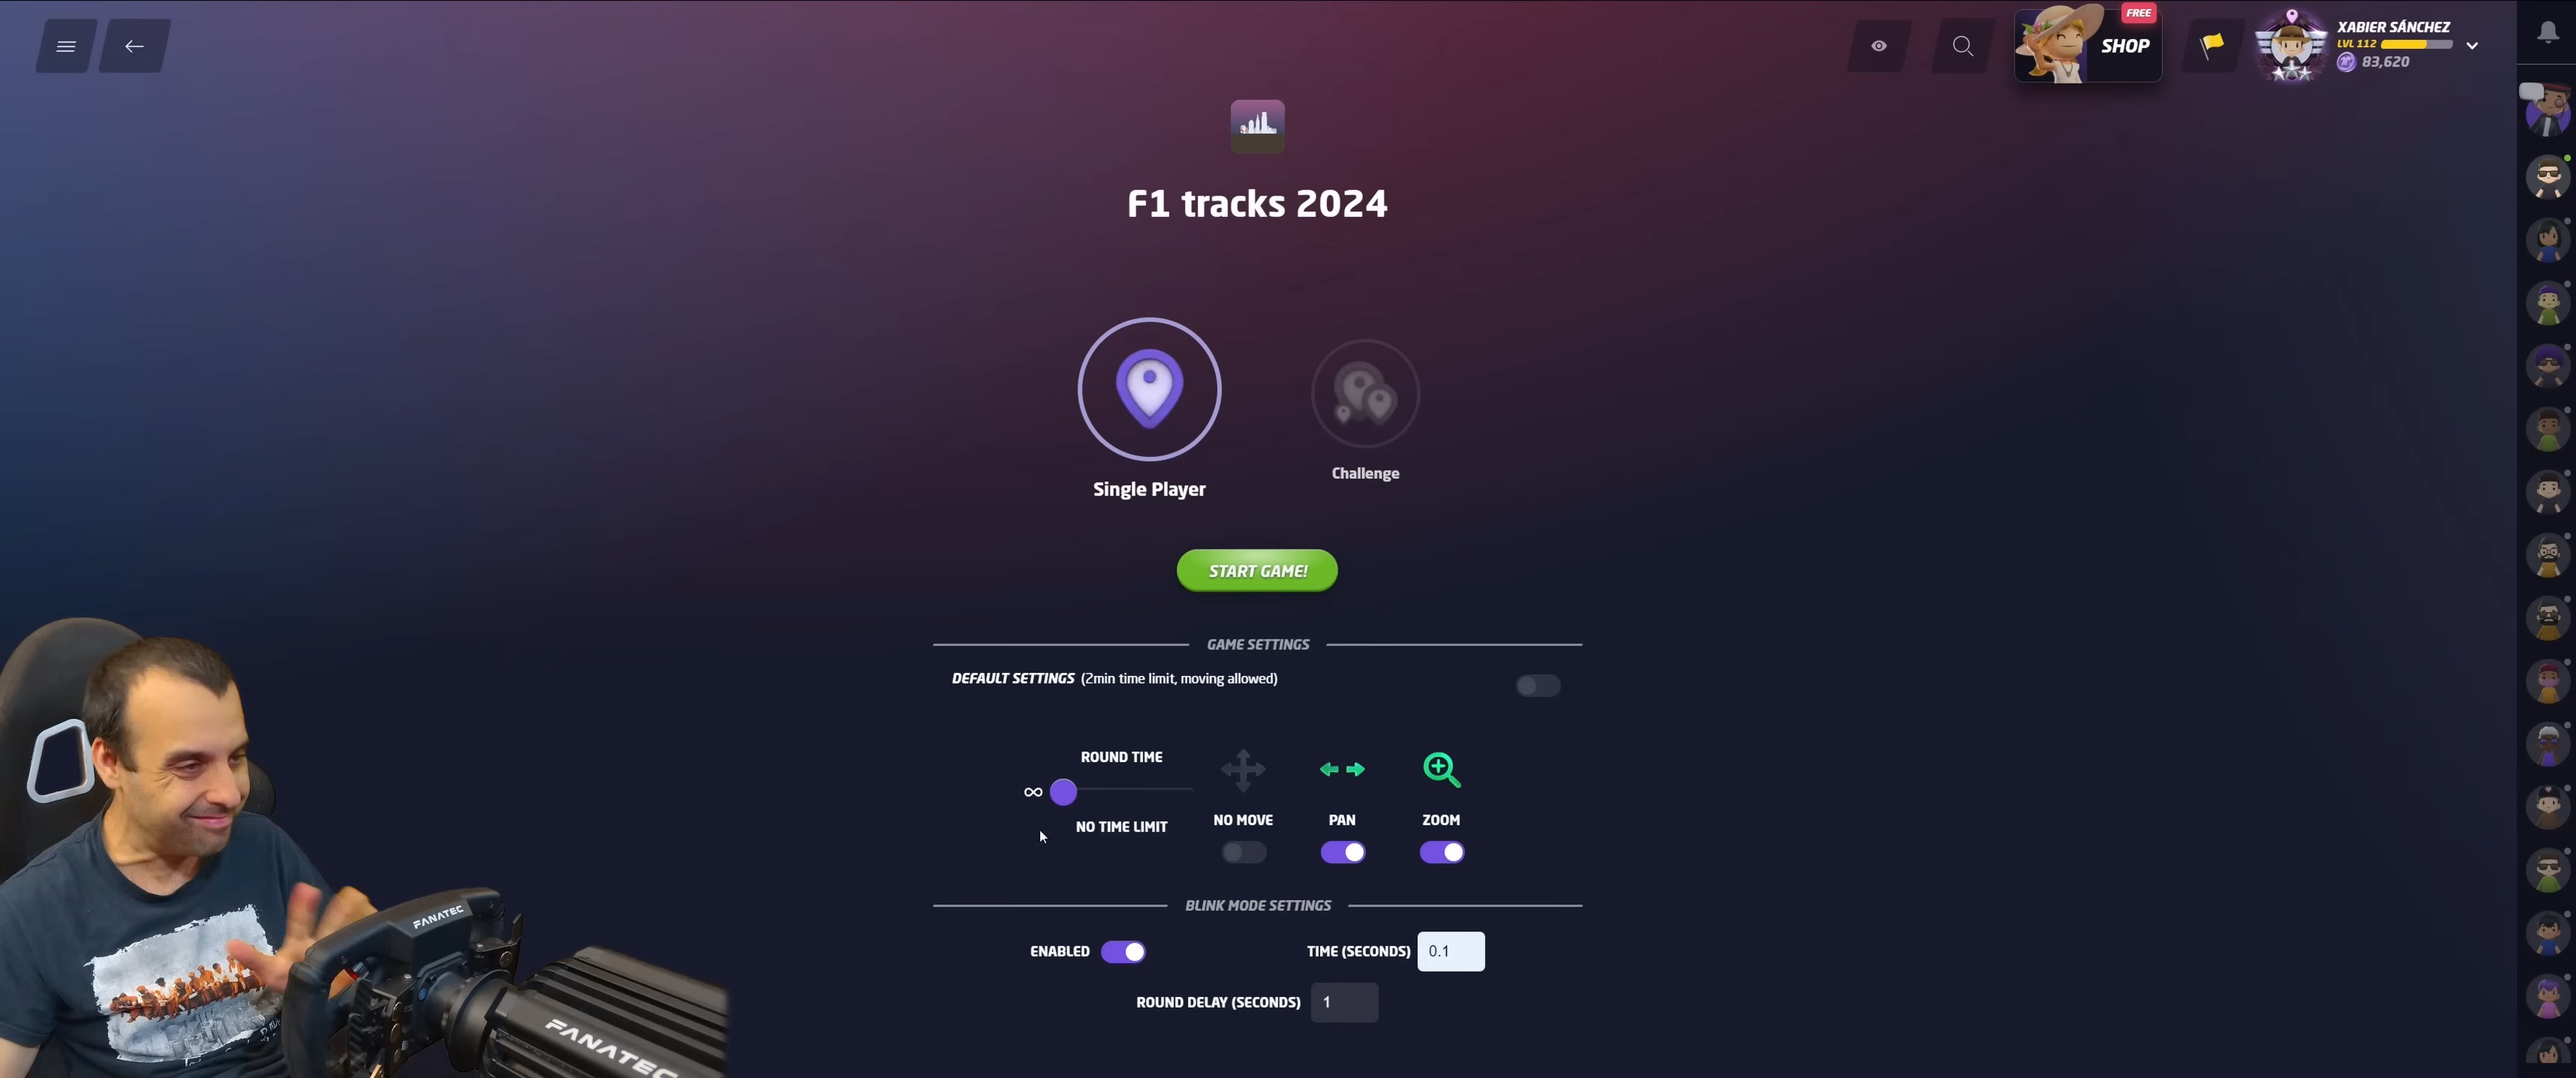 FREE
SHOP
XABIER SÁNCHEZ
LVL 112
83,620
F1 tracks 2024
Single Player
Challenge
START GAME!
GAME SETTINGS
DEFAULT SETTINGS (2min time limit, moving allowed)
ROUND TIME
∞
NO TIME LIMIT
NO MOVE
PAN
ZOOM
BLINK MODE SETTINGS
ENABLED
TIME (SECONDS) 0.1
ROUND DELAY (SECONDS) 1
FANATEC
FANATEC